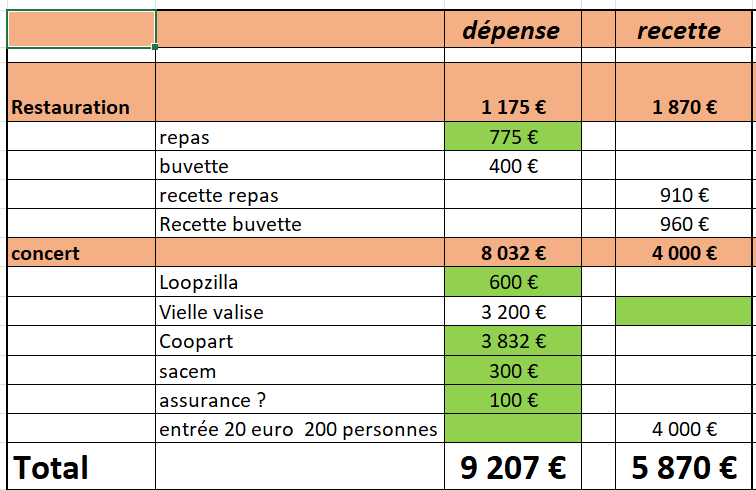 dépense recette
Restauration 1 175 € 1 870 €
repas 775 €
buvette 400 €
recette repas 910 €
Recette buvette 960 €
concert 8 032 € 4 000 €
Loopzilla 600 €
Vielle valise 3 200 €
Coopart 3 832 €
sacem 300 €
assurance ? 100 €
entrée 20 euro  200 personnes 4 000 €
Total 9 207 € 5 870 €